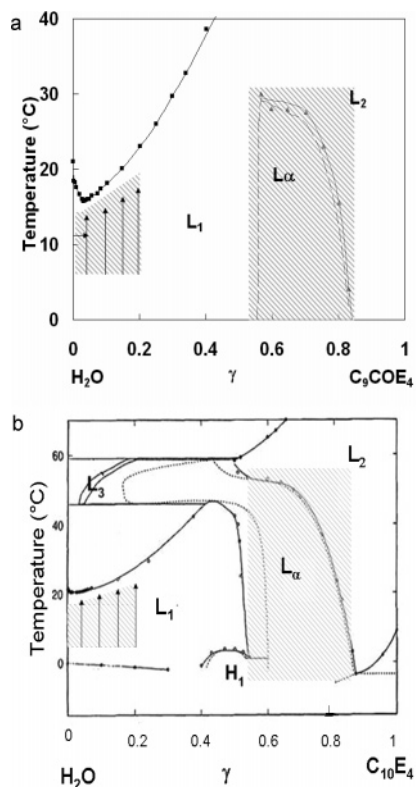 a
40
L₂
30
Temperature (°C)
20
Lα
L₁
10
0
0 0.2 0.4 0.6 0.8 1
H₂O γ C₉COE₄
b
60
L₂
L₃
Temperature (°C)
40
Lα
20
L₁
H₁
0
0 0.2 0.4 0.6 0.8 1
H₂O γ C₁₀E₄